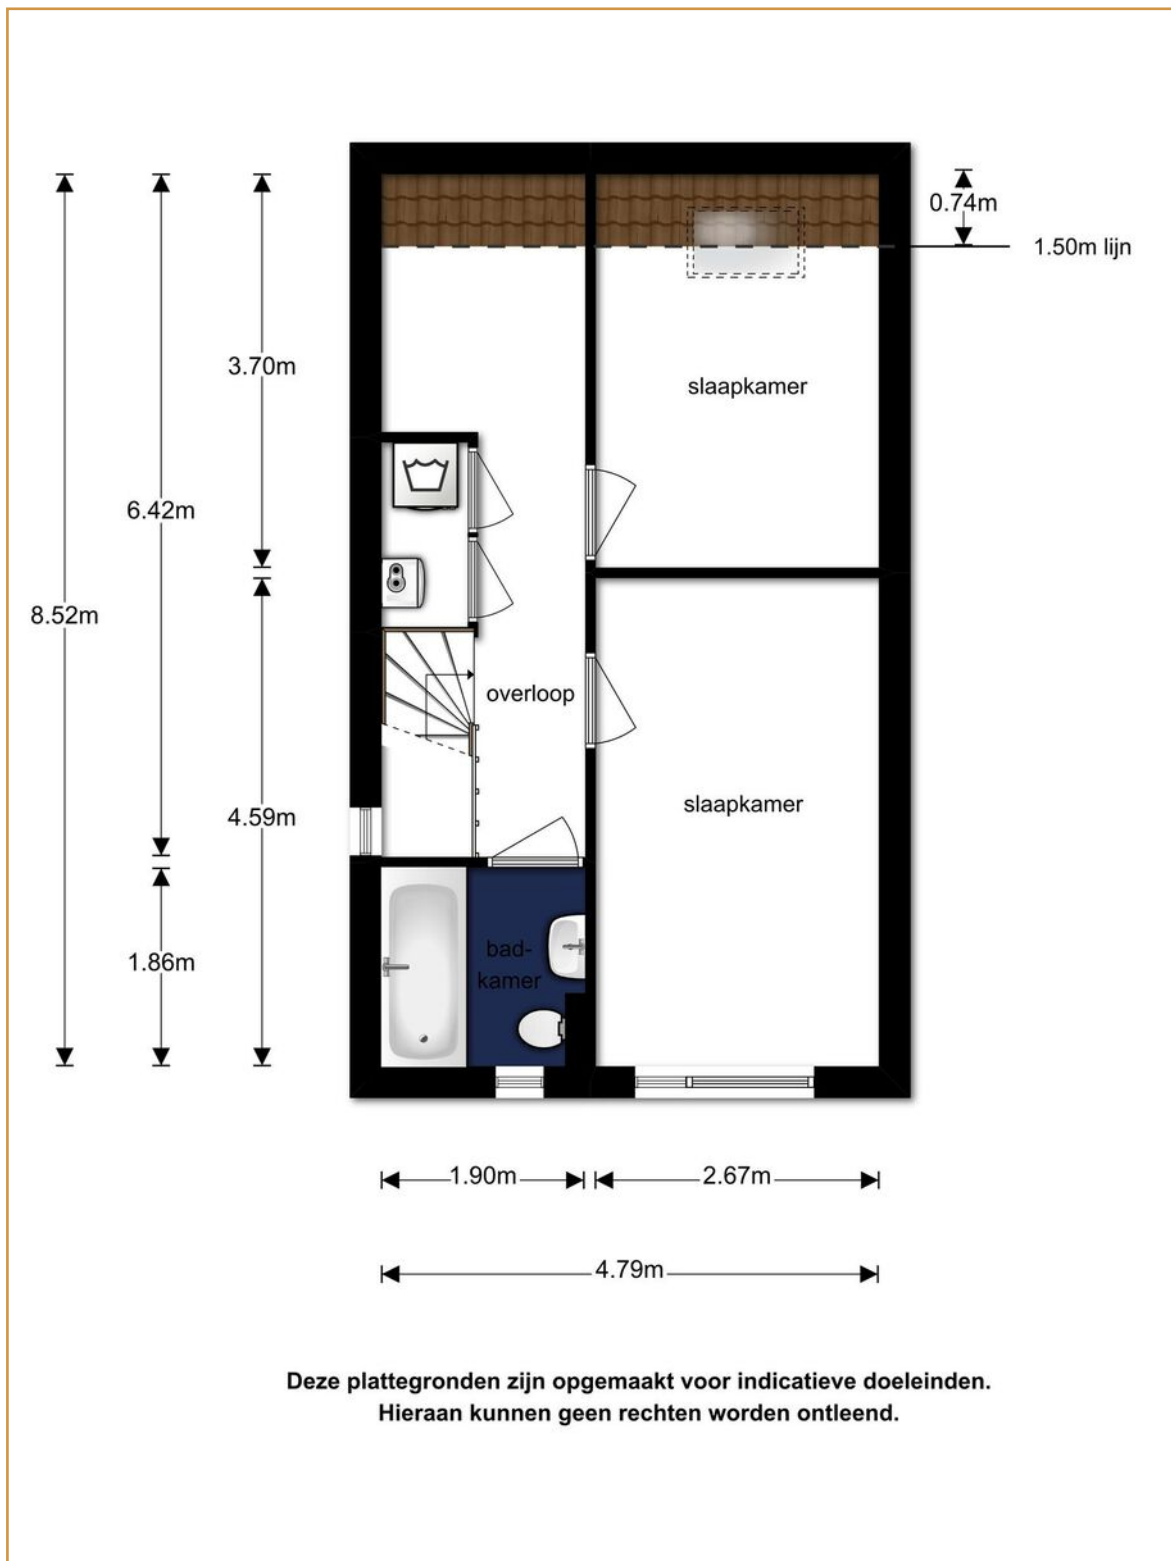 0.74m
1.50m lijn
3.70m
slaapkamer
6.42m
8.52m
overloop
slaapkamer
4.59m
bad-
kamer
1.86m
1.90m
2.67m
4.79m
Deze plattegronden zijn opgemaakt voor indicatieve doeleinden.
Hieraan kunnen geen rechten worden ontleend.